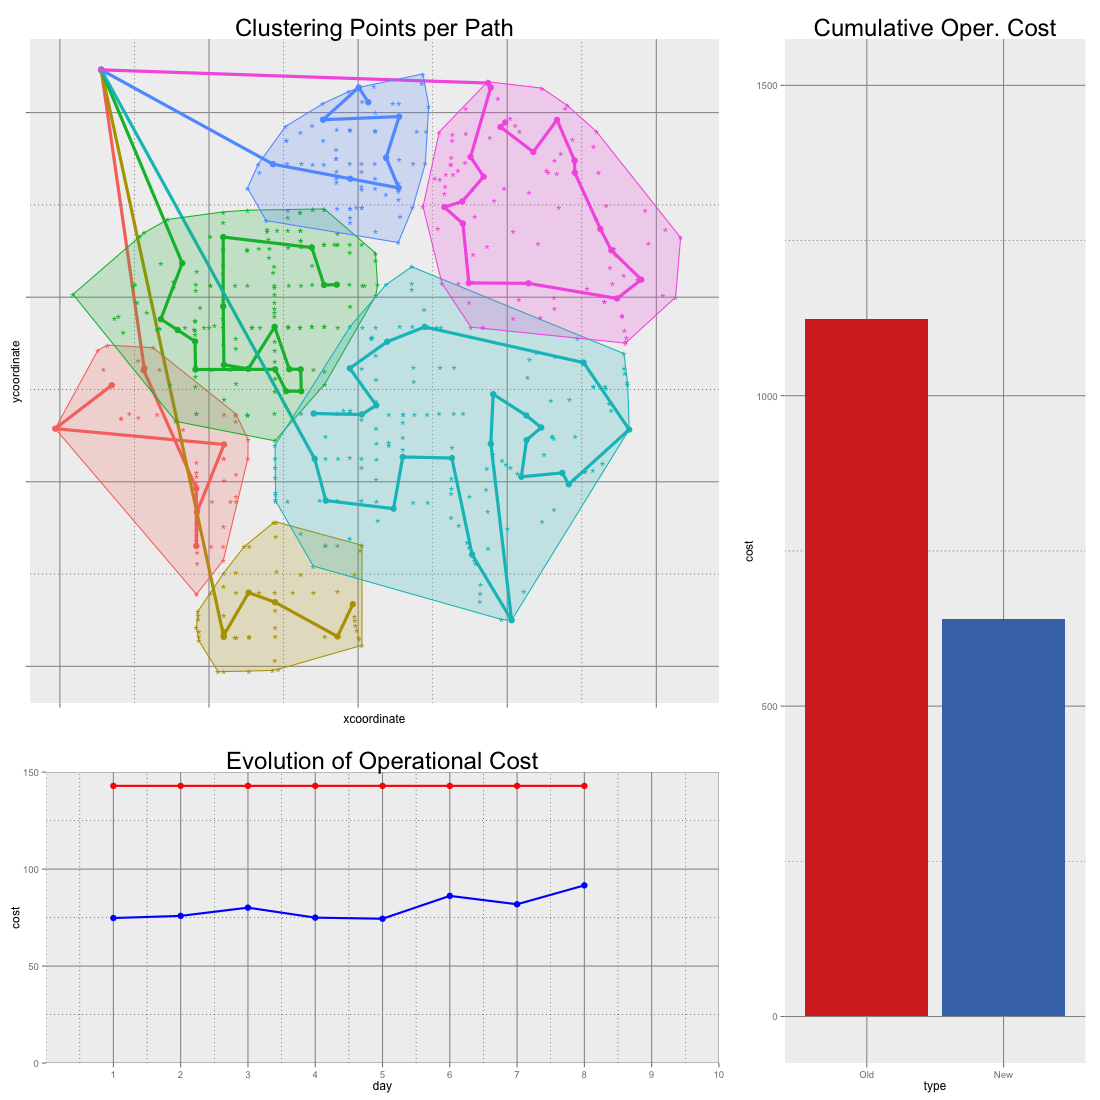 Clustering Points per Path
ycoordinate
xcoordinate
Cumulative Oper. Cost
1500
1000
500
0
cost
Old New
type
Evolution of Operational Cost
150
100
50
0
cost
1 2 3 4 5 6 7 8 9 10
day